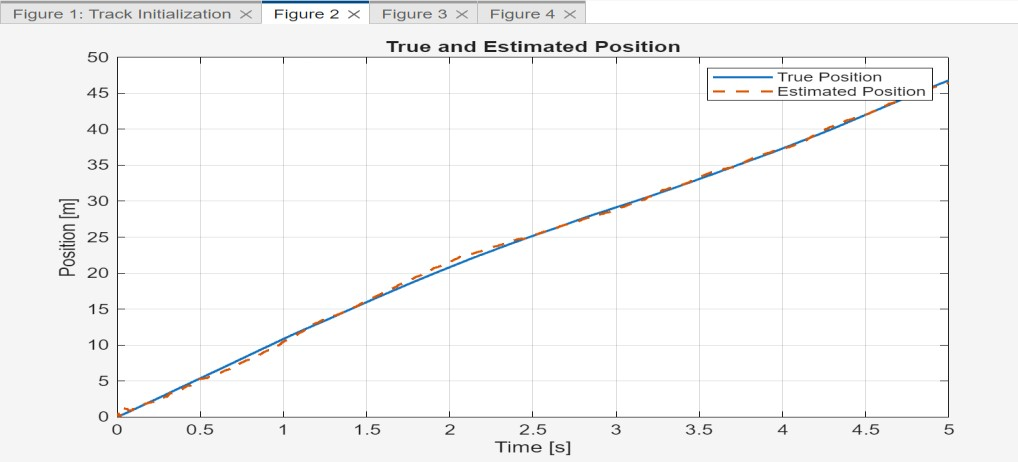 Figure 1: Track Initialization × Figure 2 × Figure 3 × Figure 4 ×
True and Estimated Position
True Position
Estimated Position
50
45
40
35
30
25
20
15
10
5
0
Position [m]
0 0.5 1 1.5 2 2.5 3 3.5 4 4.5 5
Time [s]